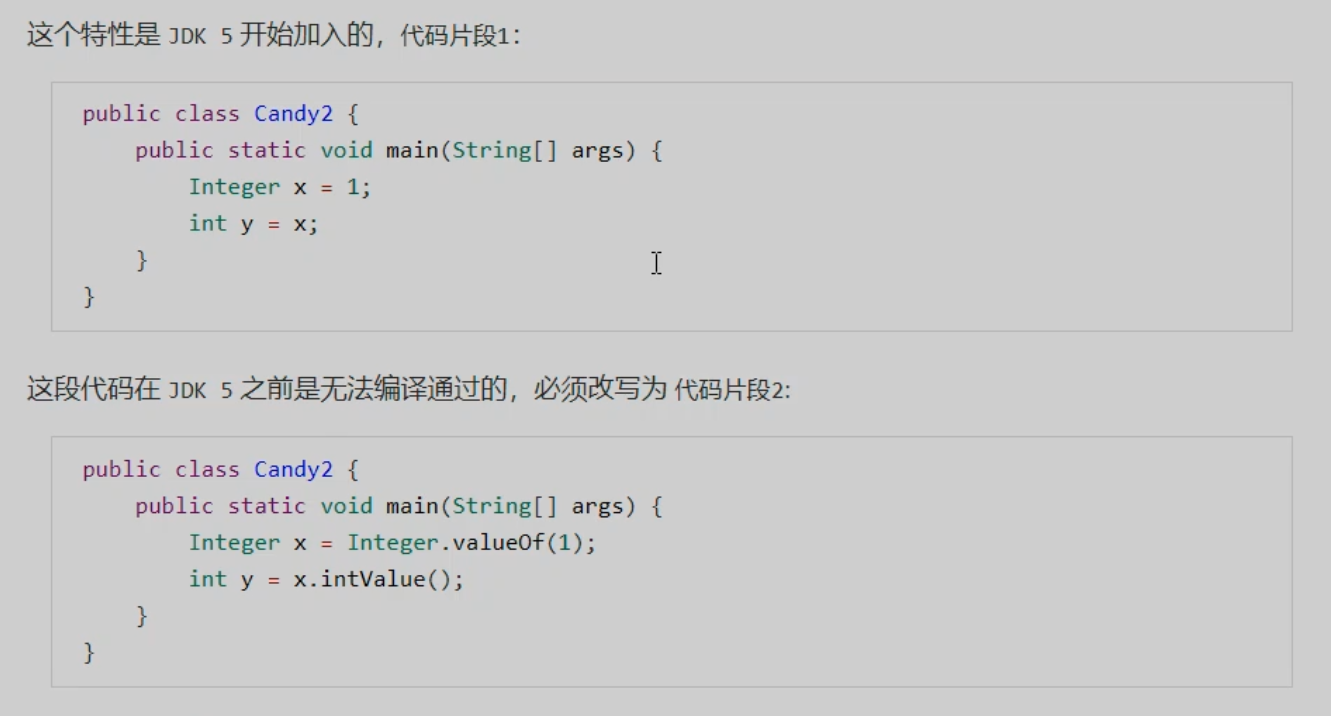 这个特性是 JDK 5 开始加入的，代码片段1：
public class Candy2 {
    public static void main(String[] args) {
        Integer x = 1;
        int y = x;
    }
}
这段代码在 JDK 5 之前是无法编译通过的，必须改写为 代码片段2:
public class Candy2 {
    public static void main(String[] args) {
        Integer x = Integer.valueOf(1);
        int y = x.intValue();
    }
}